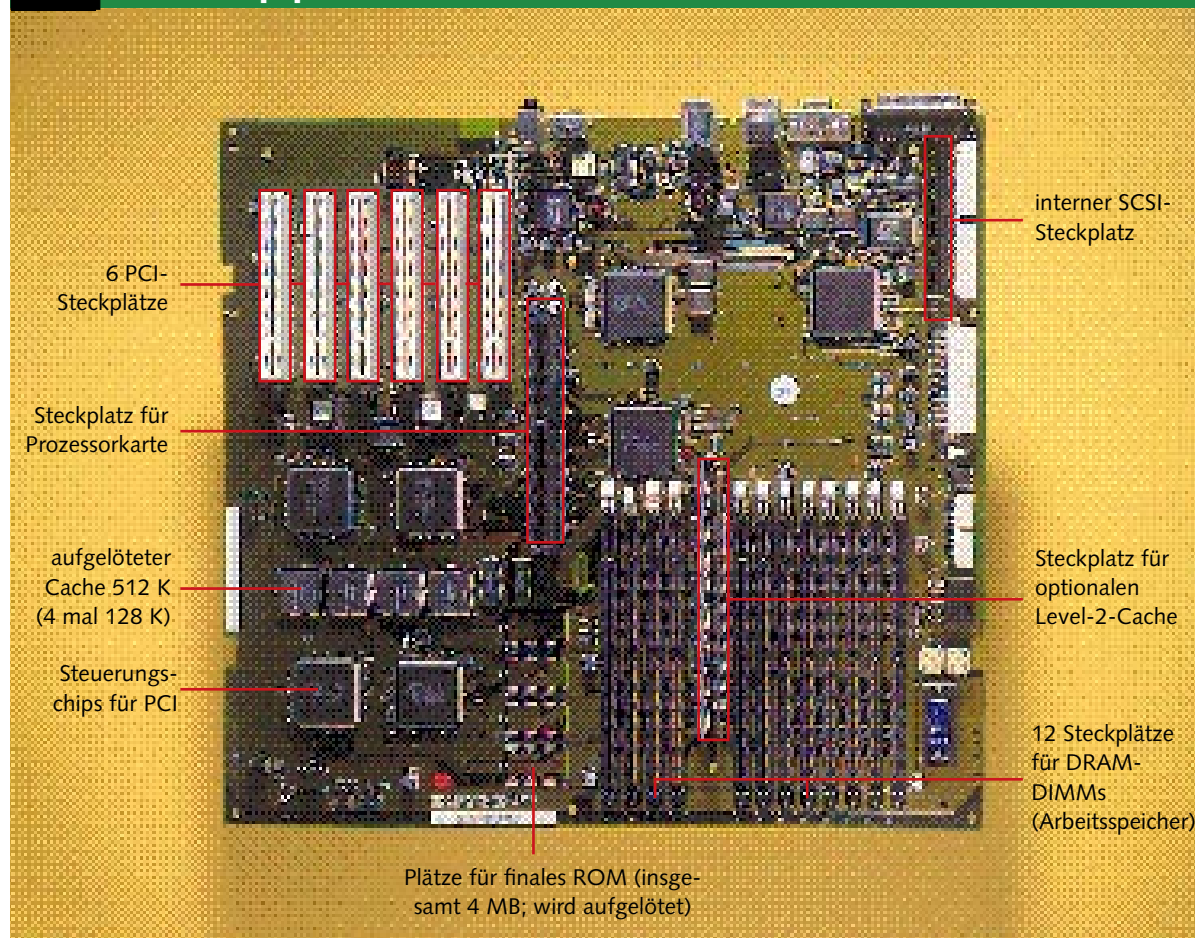 6 PCI-
Steckplätze
Steckplatz für
Prozessorkarte
aufgelöteter
Cache 512 K
(4 mal 128 K)
Steuerungs-
chips für PCI
Plätze für finales ROM (insge-
samt 4 MB; wird aufgelötet)
interner SCSI-
Steckplatz
Steckplatz für
optionalen
Level-2-Cache
12 Steckplätze
für DRAM-
DIMMs
(Arbeitsspeicher)